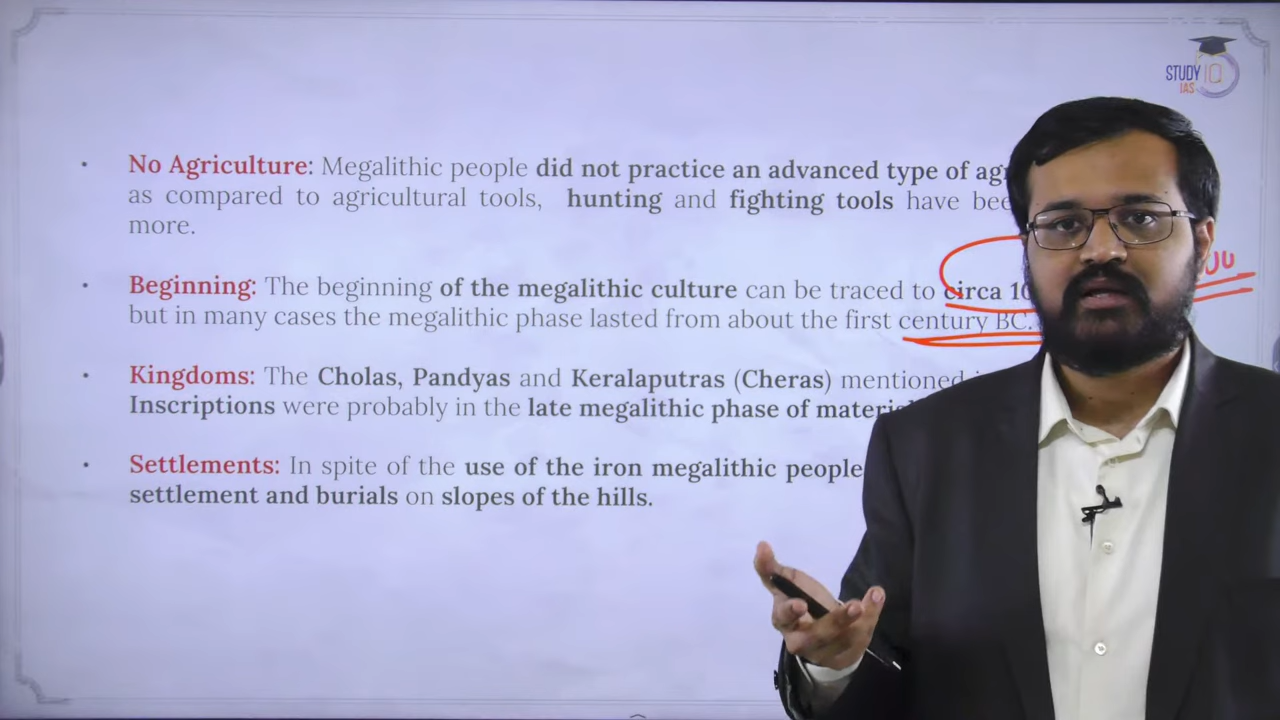 STUDY IQ
IAS
• No Agriculture: Megalithic people did not practice an advanced type of
as compared to agricultural tools, hunting and fighting tools have
more.
• Beginning: The beginning of the megalithic culture can be traced to circa
but in many cases the megalithic phase lasted from about the first century BC.
• Kingdoms: The Cholas, Pandyas and Keralaputras (Cheras) mentioned
Inscriptions were probably in the late megalithic phase of
• Settlements: In spite of the use of the iron megalithic people
settlement and burials on slopes of the hills.